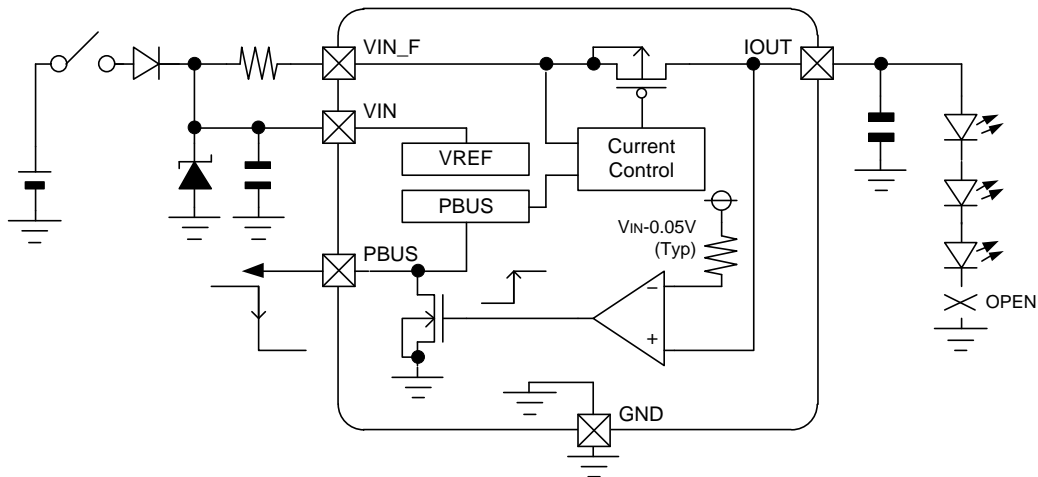 VIN_F
IOUT
VIN
VREF
Current
Control
PBUS
VIN-0.05V
(Typ)
PBUS
−
+
OPEN
GND